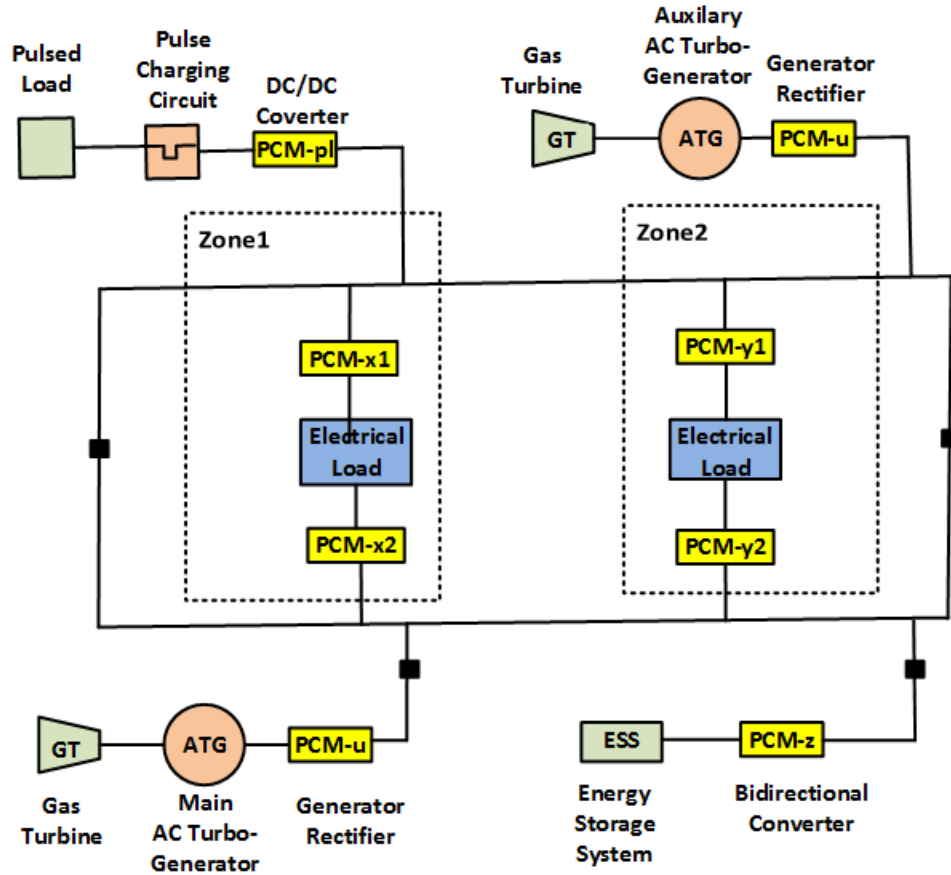 Pulsed
Load
Pulse
Charging
Circuit
DC/DC
Coverter
PCM-pl
Gas
Turbine
GT
Auxilary
AC Turbo-
Generator
ATG
Generator
Rectifier
PCM-u
Zone1
Zone2
PCM-x1
Electrical
Load
PCM-x2
PCM-y1
Electrical
Load
PCM-y2
GT
Gas
Turbine
ATG
Main
AC Turbo-
Generator
PCM-u
Generator
Rectifier
ESS
Energy
Storage
System
PCM-z
Bidirectional
Converter